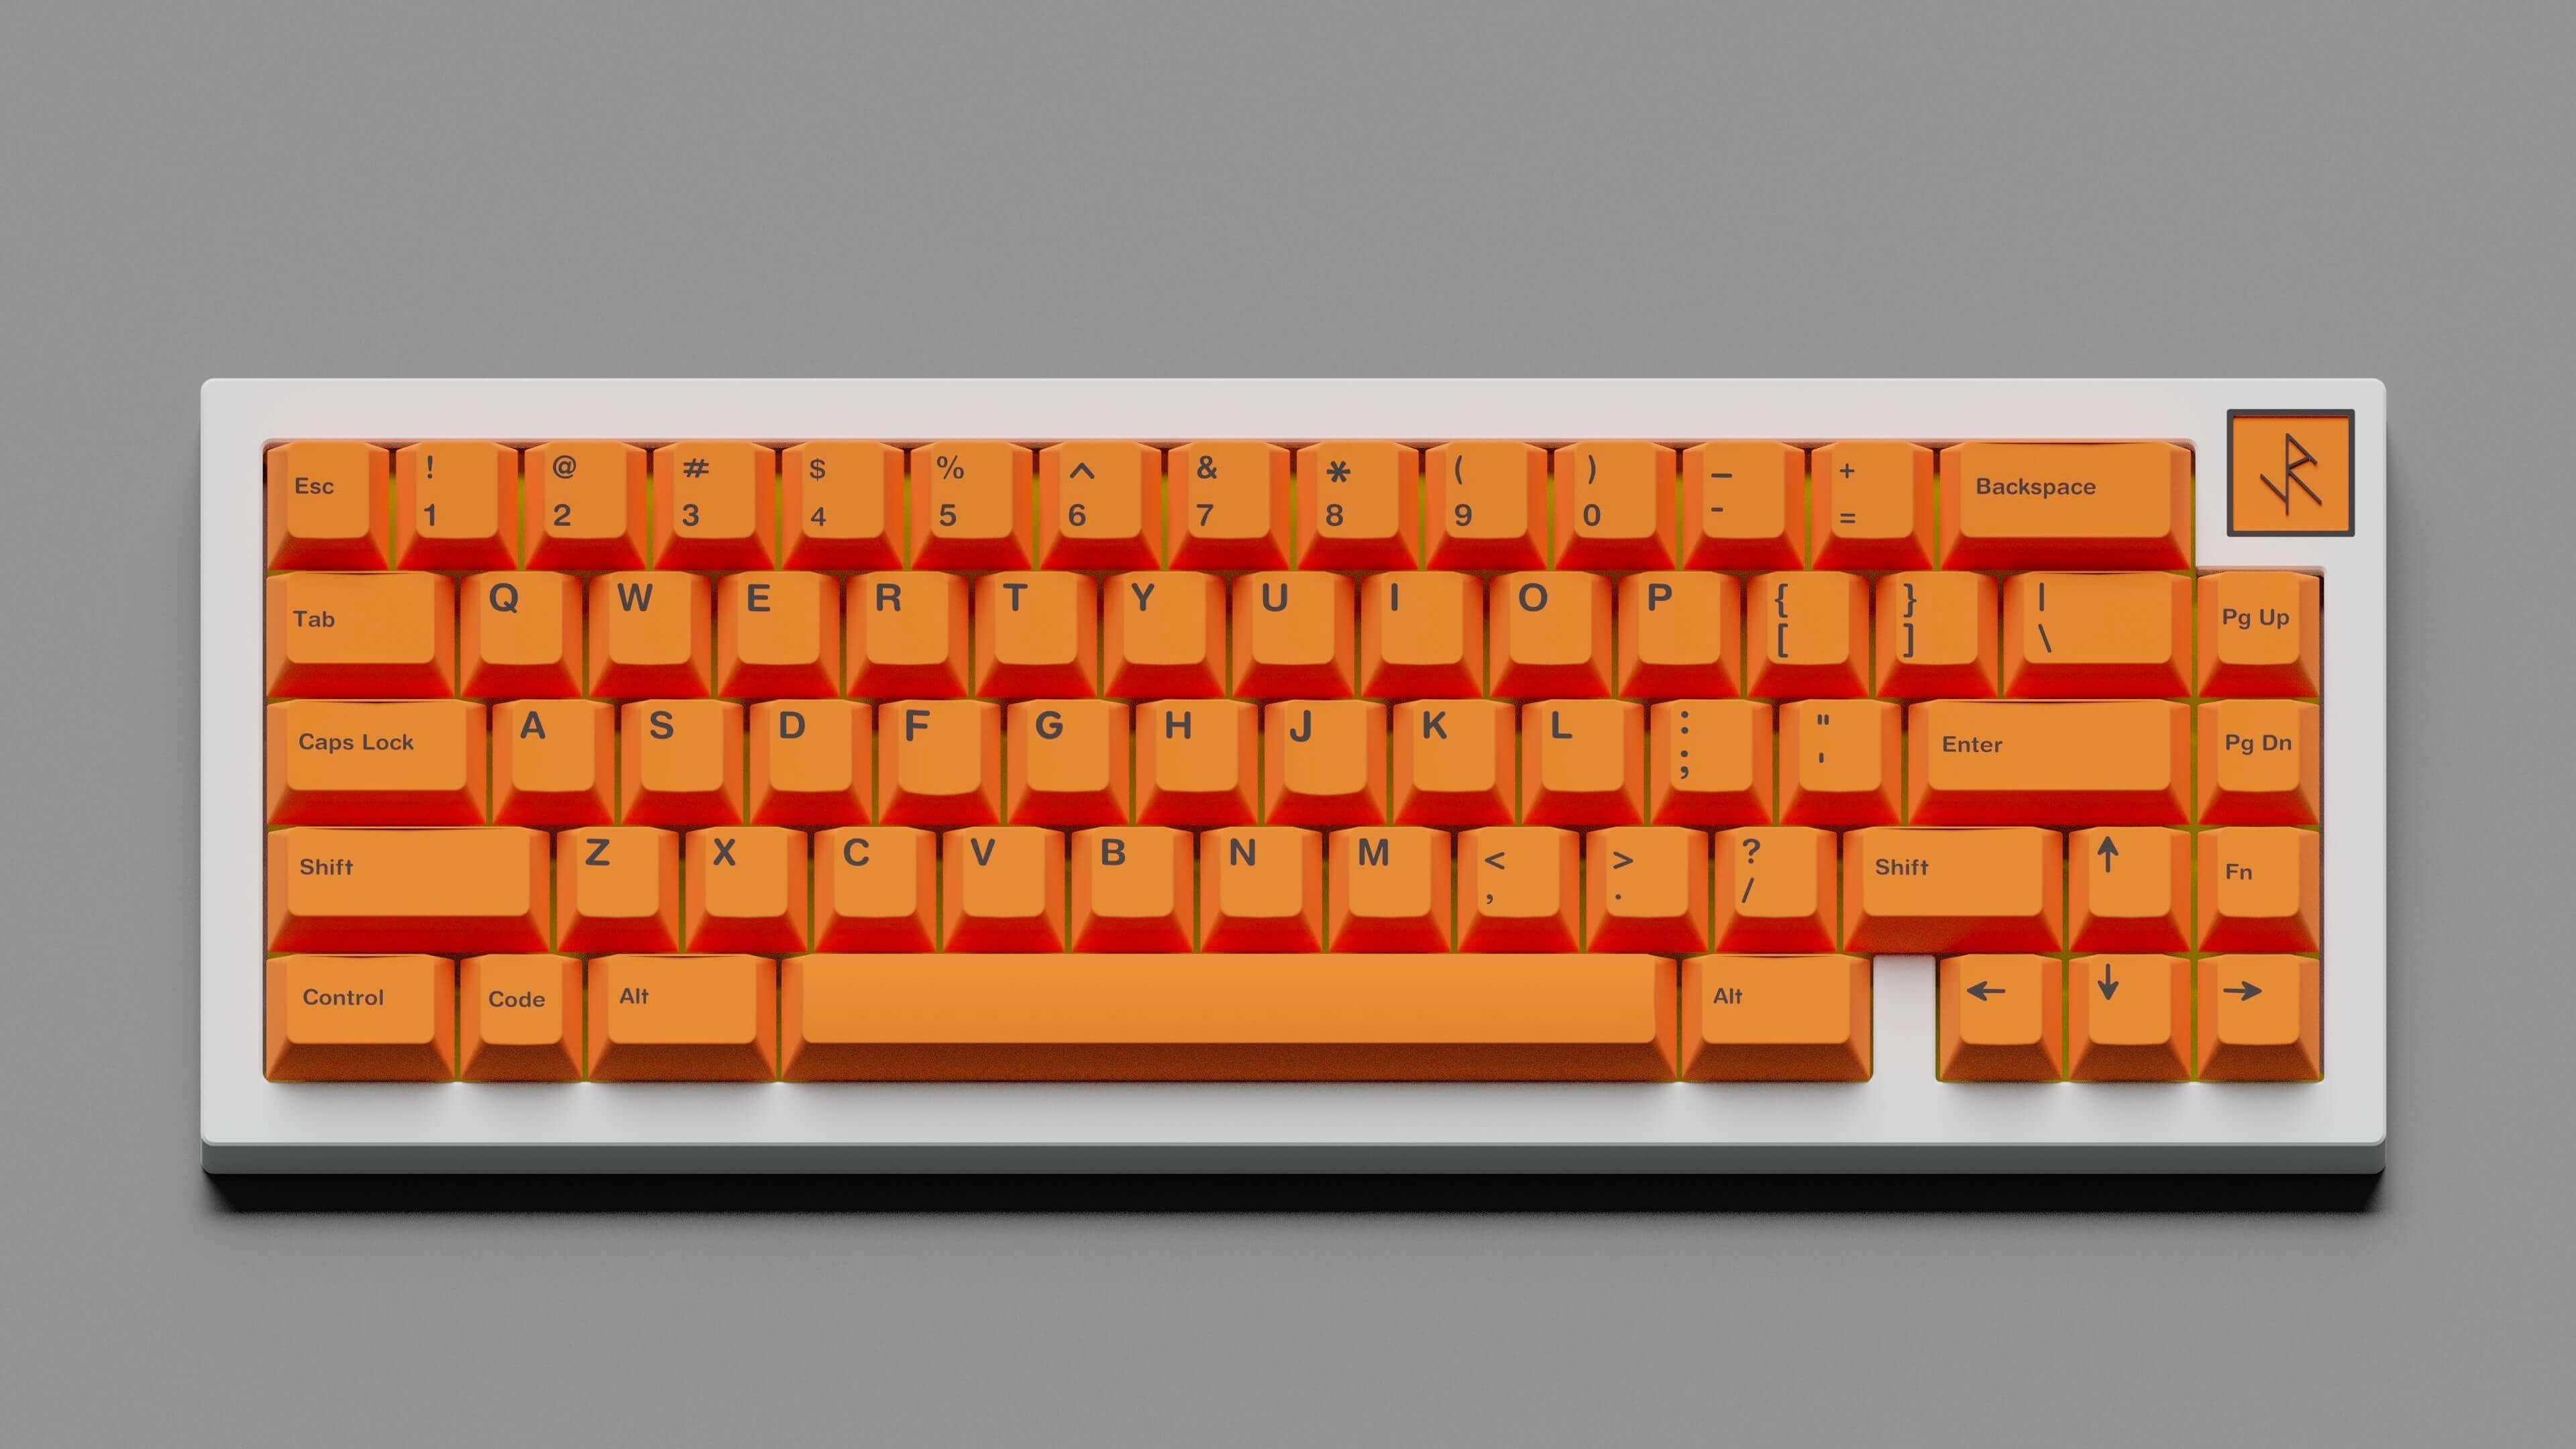 ! @ # $ % ^ & * ( ) _ +
Esc 1 2 3 4 5 6 7 8 9 0 - = Backspace
Q W E R T Y U I O P { } |
Tab [ ] \ Pg Up
A S D F G H J K L : "
Caps Lock ; ' Enter Pg Dn
Z X C V B N M < > ? ↑
Shift , . / Shift Fn
Control Code Alt Alt ← ↓ →